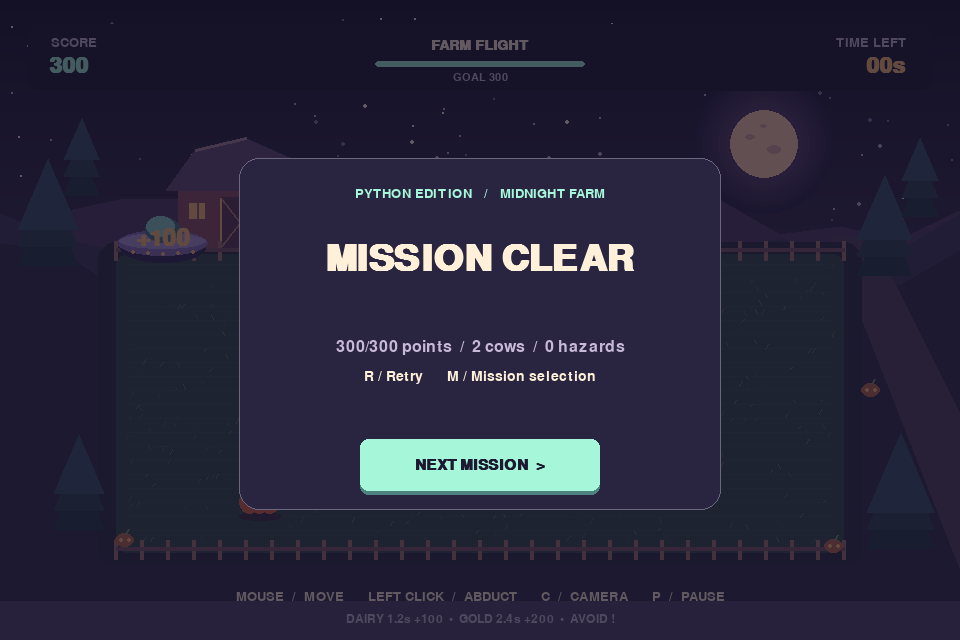 SCORE
300
FARM FLIGHT
GOAL 300
TIME LEFT
00s
+100
PYTHON EDITION / MIDNIGHT FARM
MISSION CLEAR
300/300 points / 2 cows / 0 hazards
R / Retry M / Mission selection
NEXT MISSION >
MOUSE / MOVE LEFT CLICK / ABDUCT C / CAMERA P / PAUSE
DAIRY 1.2s +100 • GOLD 2.4s +200 • AVOID !